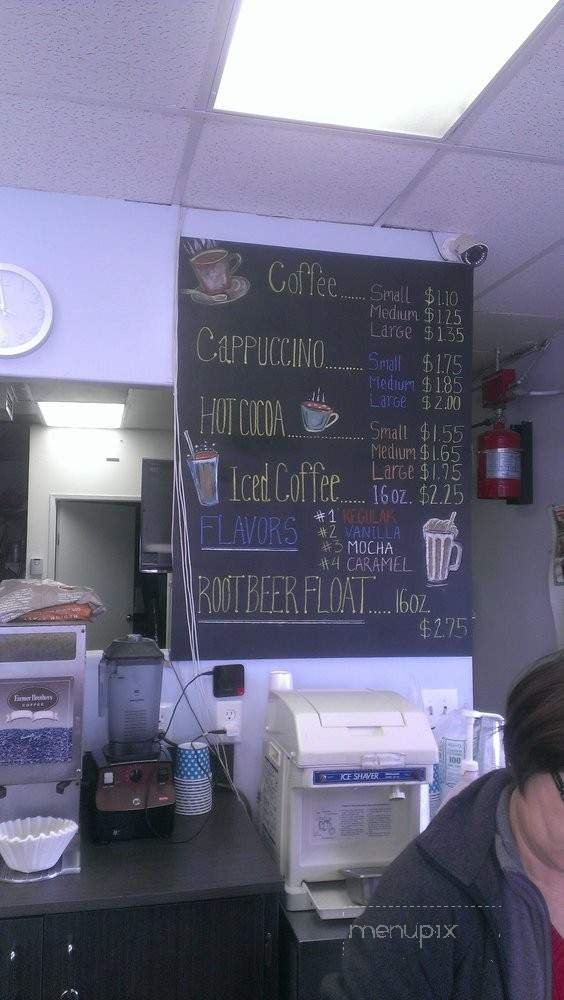 Coffee....... Small $1.10
Medium $1.25
Large $1.35
CAPPUCCINO......... Small $1.75
Medium $1.85
Large $2.00
HOT COCOA .................. Small $1.55
Medium $1.65
Large $1.75
Iced Coffee...... 16oz. $2.25
FLAVORS #1 REGULAR
#2 VANILLA
#3 MOCHA
#4 CARAMEL
ROOTBEER FLOAT..... 16oz.
$2.75
Farmer Brothers
COFFEE
ICE SHAVER
100
menupix